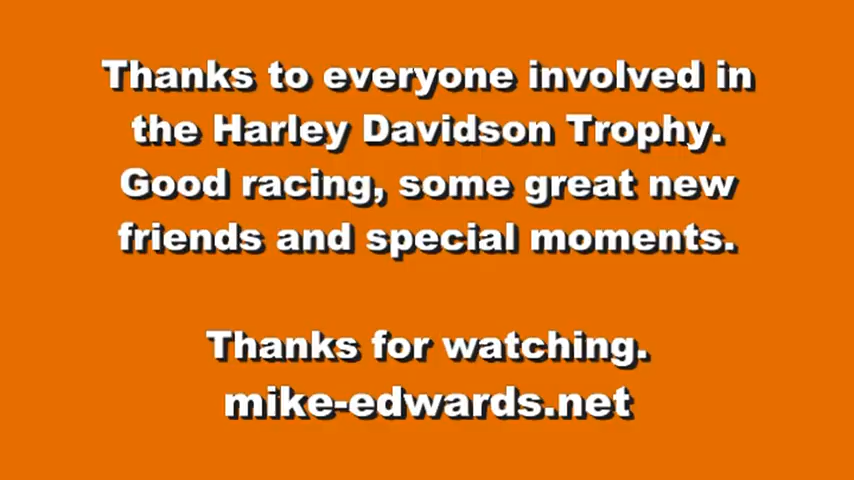 Thanks to everyone involved in
the Harley Davidson Trophy.
Good racing, some great new
friends and special moments.
Thanks for watching.
mike-edwards.net